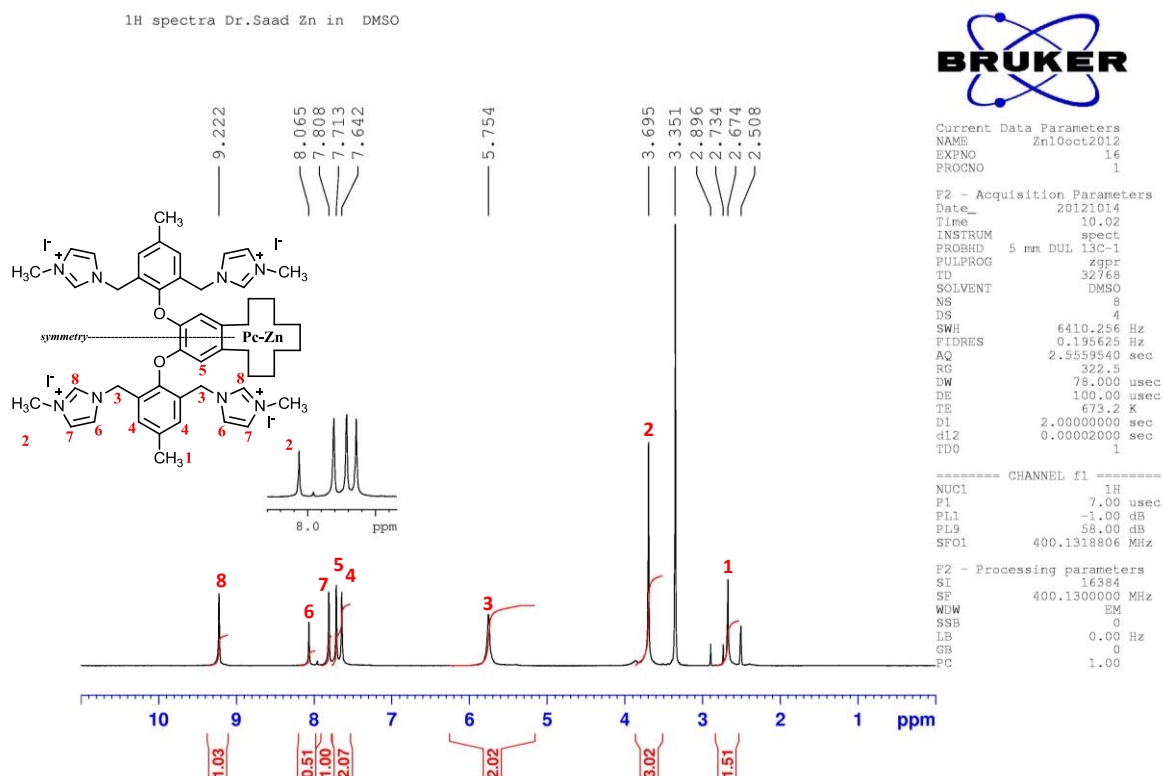 1H spectra Dr.Saad Zn in DMSO
BRUKER
9.222
8.065
7.808
7.713
7.642
5.754
3.695
3.351
2.896
2.734
2.674
2.508
Current Data Parameters
NAME Zn10oct2012
EXPNO 16
PROCNO 1
F2 - Acquisition Parameters
Date_ 20121014
Time 10.02
INSTRUM spect
PROBHD 5 mm DUL 13C-1
PULPROG zgpr
TD 32768
SOLVENT DMSO
NS 8
DS 4
SWH 6410.256 Hz
FIDRES 0.195625 Hz
AQ 2.5559540 sec
RG 322.5
DW 78.000 usec
DE 100.00 usec
TE 673.2 K
D1 2.00000000 sec
d12 0.00002000 sec
TD0 1
======== CHANNEL f1 ========
NUC1 1H
P1 7.00 usec
PL1 -1.00 dB
PL9 58.00 dB
SFO1 400.1318806 MHz
F2 - Processing parameters
SI 16384
SF 400.1300000 MHz
WDW EM
SSB 0
LB 0.00 Hz
GB 0
PC 1.00
CH3
I- I-
+ +
N N N N
H3C CH3
O
symmetry Pc-Zn
O
5
I- 8 8
+ +
N N N N
H3C 3 3 CH3
I-
2 7 6 4 4 6 7
CH3 1
2
8.0 ppm
2
8 6 7 5 4 3 1
10 9 8 7 6 5 4 3 2 1 ppm
1.03
0.51
1.00
2.07
2.02
3.02
1.51